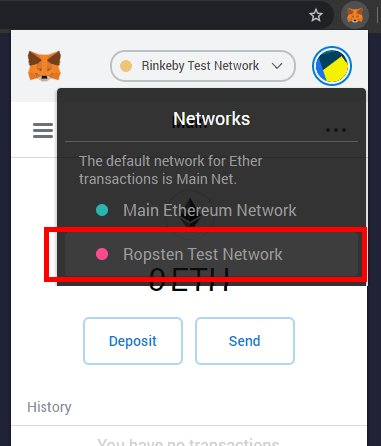 Rinkeby Test Network
Main
Networks
The default network for Ether
transactions is Main Net.
Main Ethereum Network
Ropsten Test Network
0 ETH
Deposit
Send
History
You have no transactions